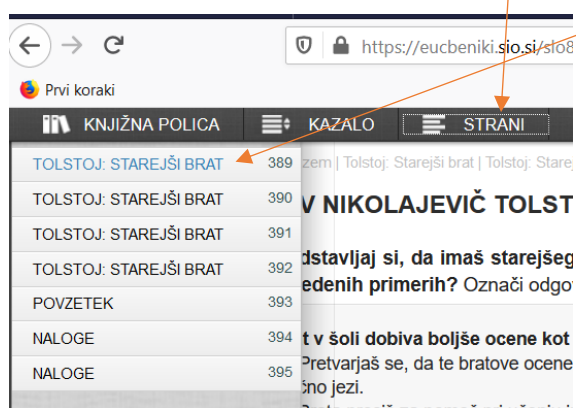 https://eucbeniki.sio.si/slo8
Prvi koraki
KNJIŽNA POLICA KAZALO STRANI
TOLSTOJ: STAREJŠI BRAT 389
TOLSTOJ: STAREJŠI BRAT 390
TOLSTOJ: STAREJŠI BRAT 391
TOLSTOJ: STAREJŠI BRAT 392
POVZETEK 393
NALOGE 394
NALOGE 395
zem | Tolstoj: Starejši brat | Tolstoj: Starej
V NIKOLAJEVIČ TOLST
dstavljaj si, da imaš starejšeg
edenih primerih? Označi odgo
t v šoli dobiva boljše ocene kot
Pretvarjaš se, da te bratove ocene
čno jezi.